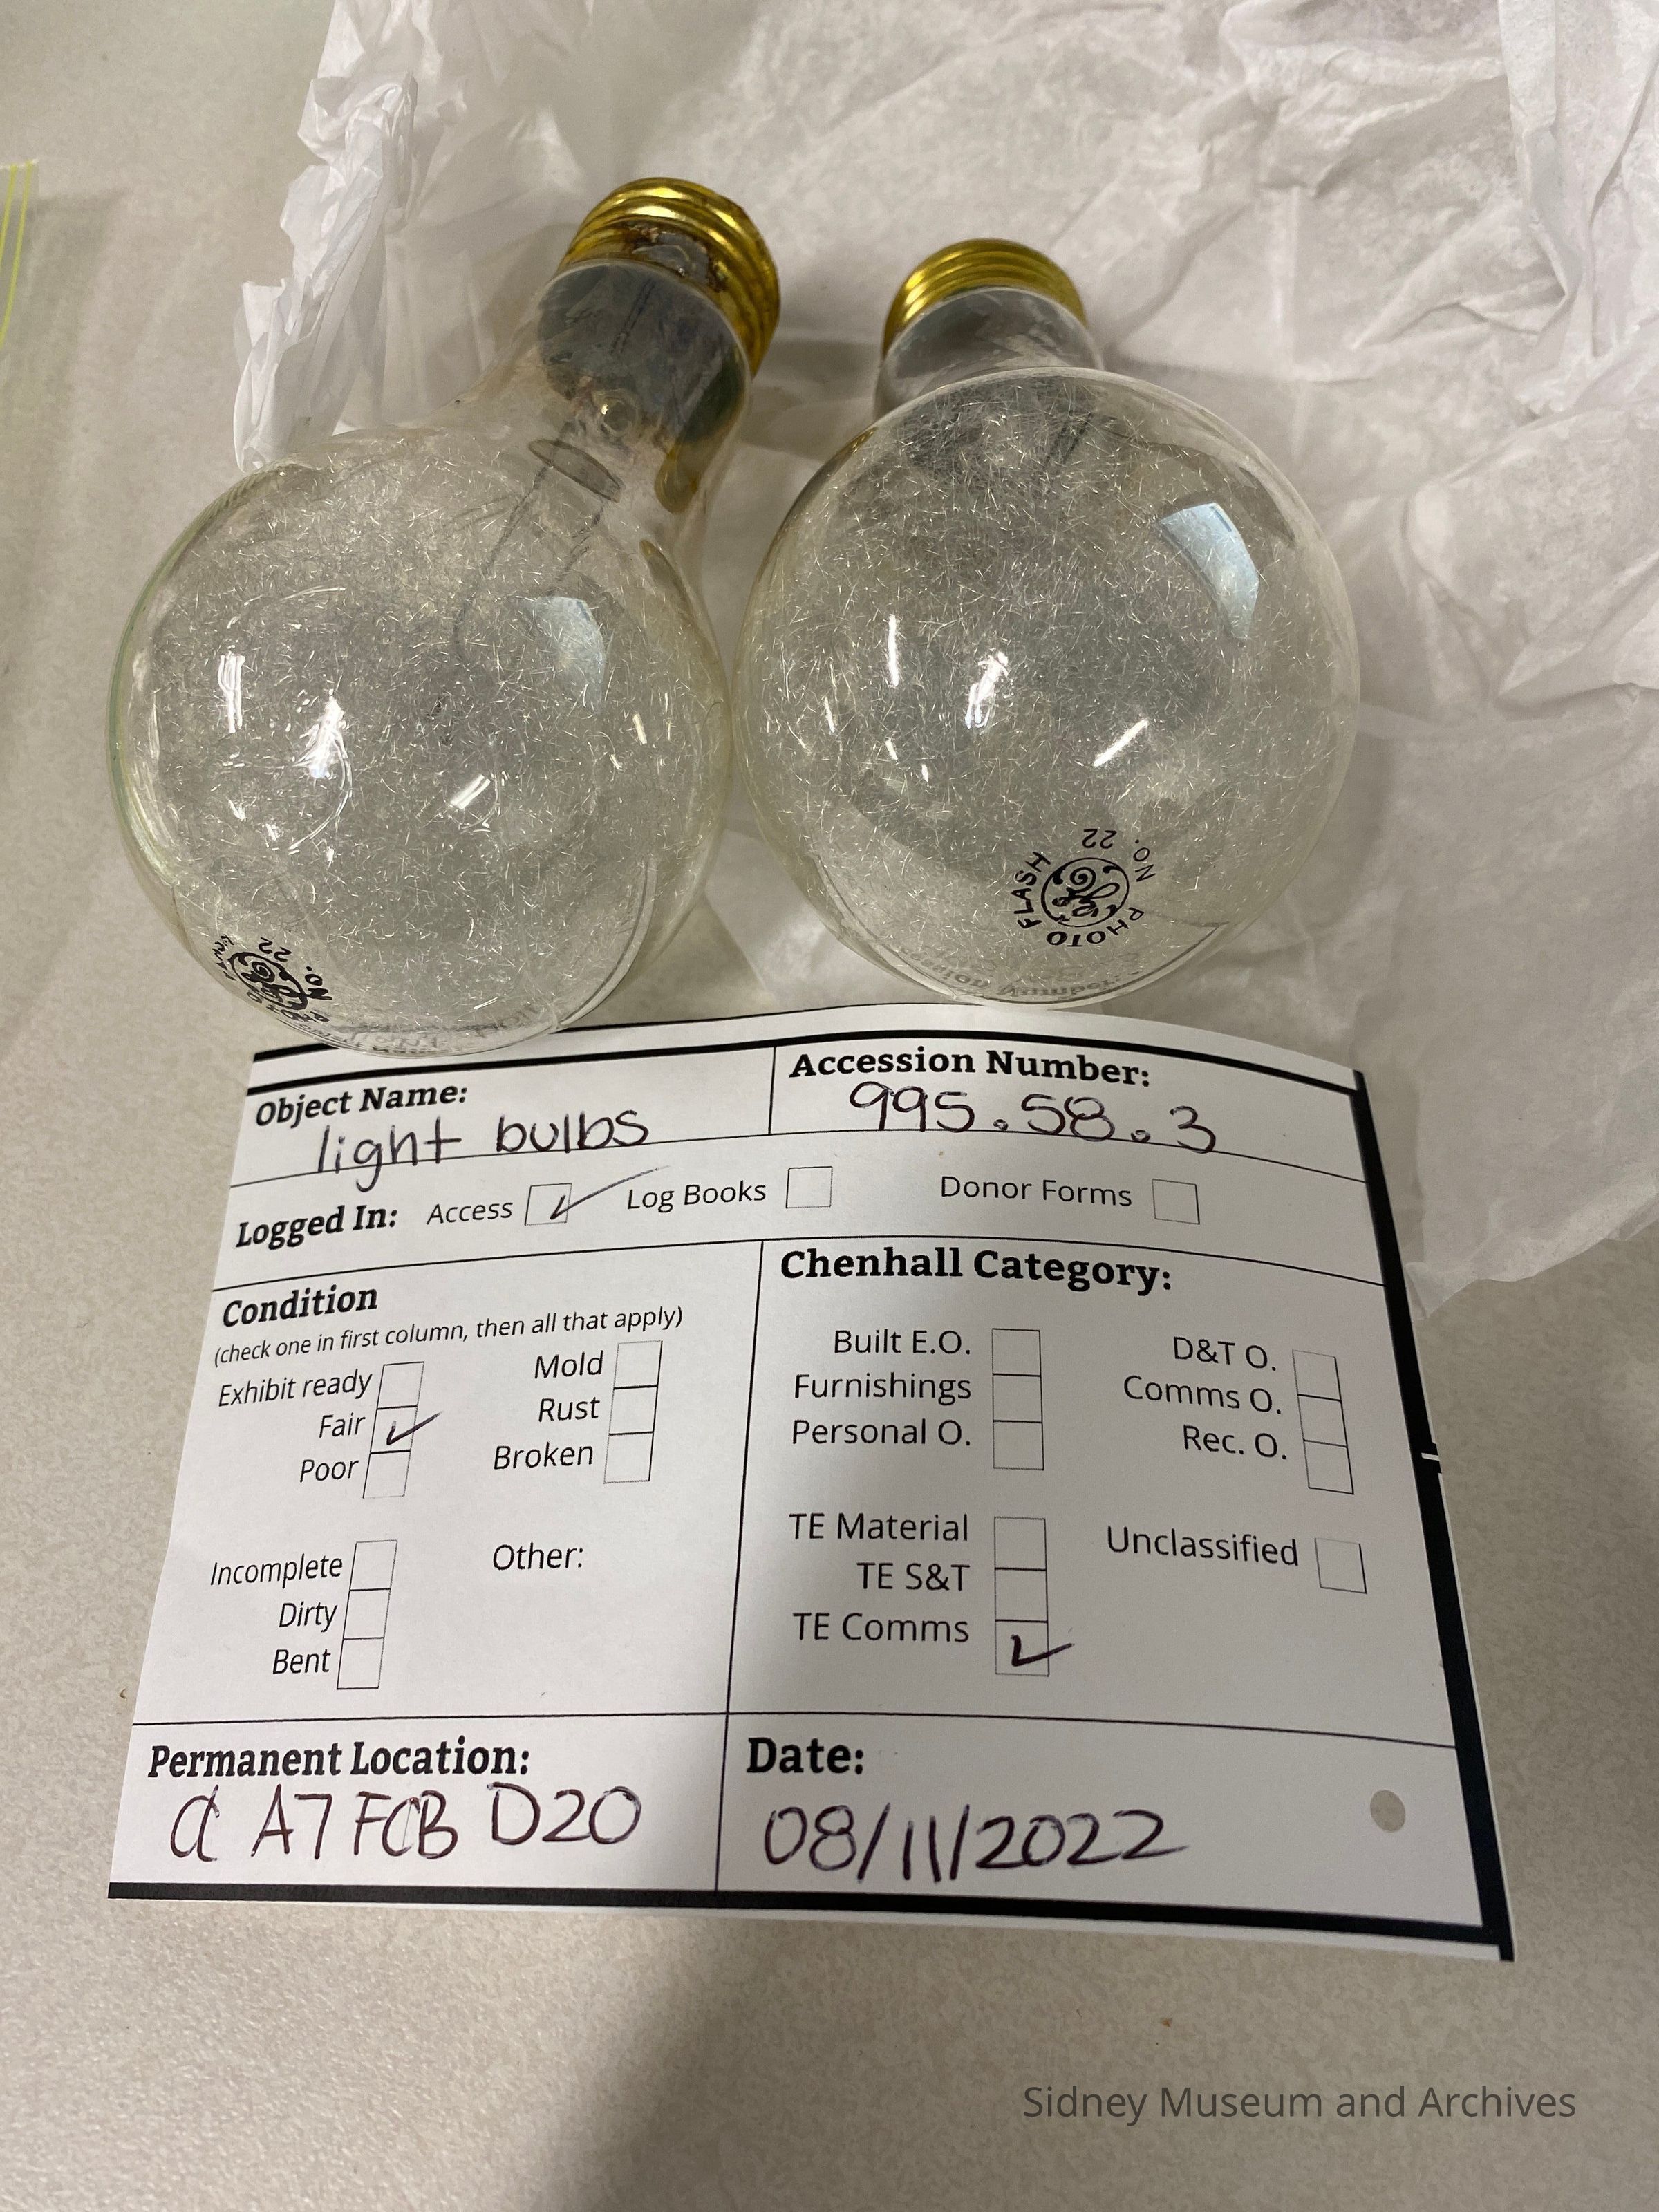 PHOTO FLASH
GE
No. 22
22
No.
Object Name:
light bulbs
Accession Number:
995.58.3
Logged In: Access Log Books Donor Forms
Condition
(check one in first column, then all that apply)
Exhibit ready
Mold
Fair
Rust
Poor
Broken
Incomplete
Other:
Dirty
Bent
Chenhall Category:
Built E.O.
D&T O.
Furnishings
Comms O.
Personal O.
Rec. O.
TE Material
Unclassified
TE S&T
TE Comms
Permanent Location:
A7 FCB D20
Date:
08/11/2022
Sidney Museum and Archives